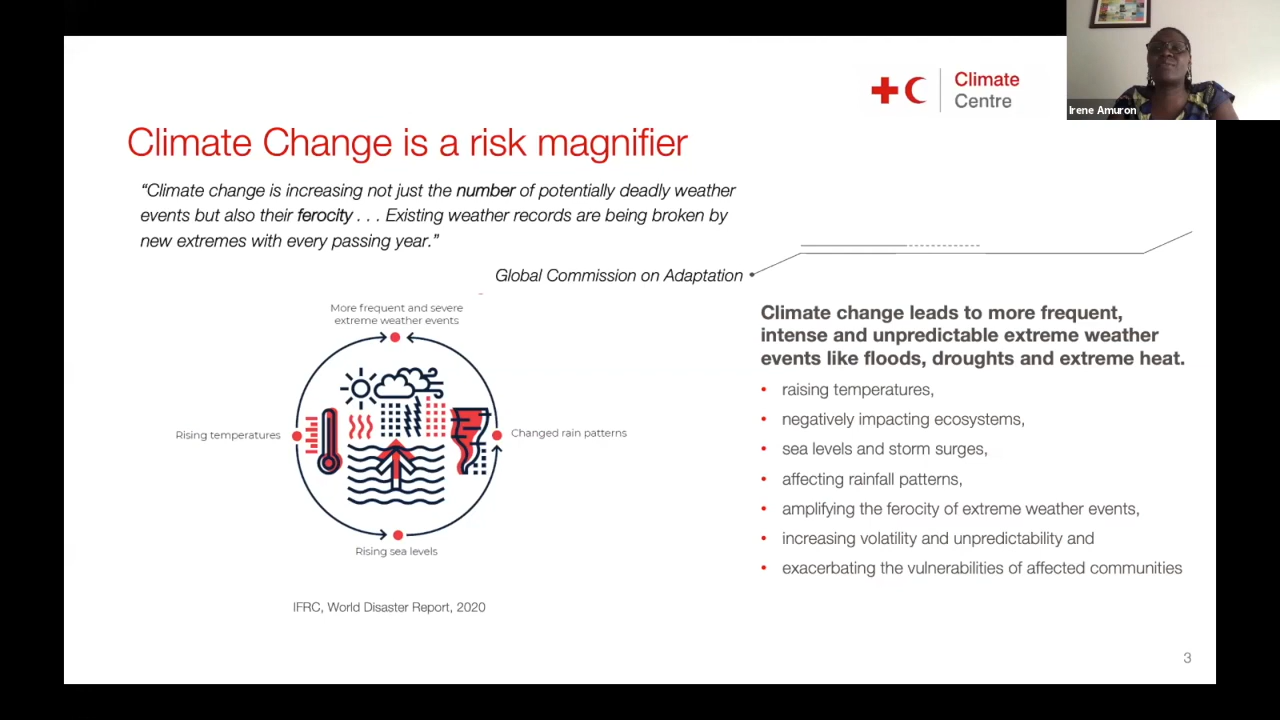 Climate
Centre
Irene Amuron
Climate Change is a risk magnifier
“Climate change is increasing not just the number of potentially deadly weather
events but also their ferocity . . . Existing weather records are being broken by
new extremes with every passing year.”
Global Commission on Adaptation
More frequent and severe
extreme weather events
Rising temperatures
Changed rain patterns
Rising sea levels
IFRC, World Disaster Report, 2020
Climate change leads to more frequent,
intense and unpredictable extreme weather
events like floods, droughts and extreme heat.
• raising temperatures,
• negatively impacting ecosystems,
• sea levels and storm surges,
• affecting rainfall patterns,
• amplifying the ferocity of extreme weather events,
• increasing volatility and unpredictability and
• exacerbating the vulnerabilities of affected communities
3